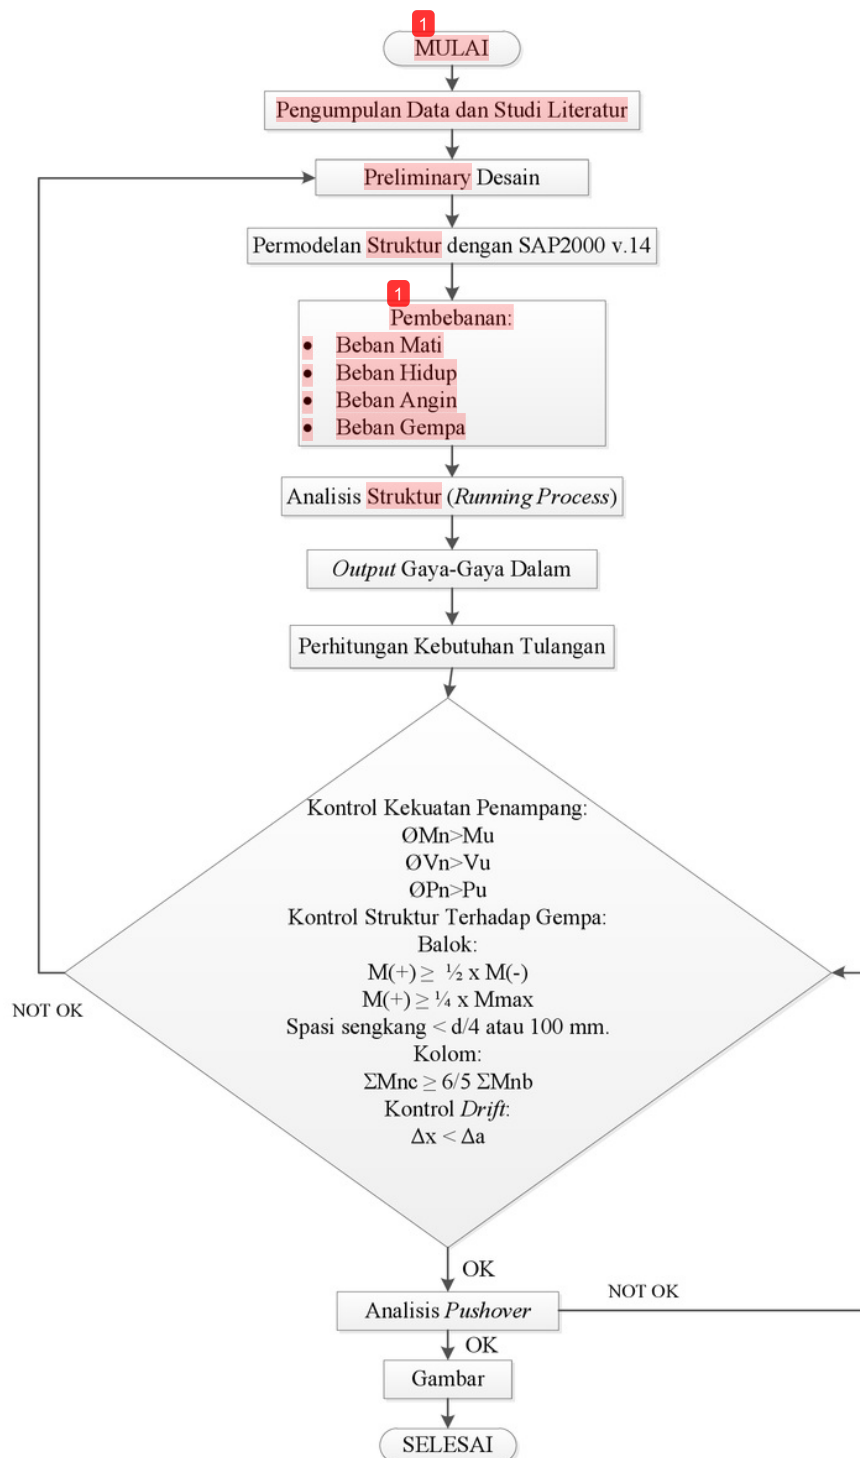 1
MULAI
Pengumpulan Data dan Studi Literatur
Preliminary Desain
Permodelan Struktur dengan SAP2000 v.14
1
Pembebanan:
• Beban Mati
• Beban Hidup
• Beban Angin
• Beban Gempa
Analisis Struktur (Running Process)
Output Gaya-Gaya Dalam
Perhitungan Kebutuhan Tulangan
Kontrol Kekuatan Penampang:
ØMn>Mu
ØVn>Vu
ØPn>Pu
Kontrol Struktur Terhadap Gempa:
Balok:
M(+) ≥ ½ x M(-)
M(+) ≥ ¼ x Mmax
Spasi sengkang < d/4 atau 100 mm.
Kolom:
ΣMnc ≥ 6/5 ΣMnb
Kontrol Drift:
Δx < Δa
NOT OK
OK
Analisis Pushover
NOT OK
OK
Gambar
SELESAI